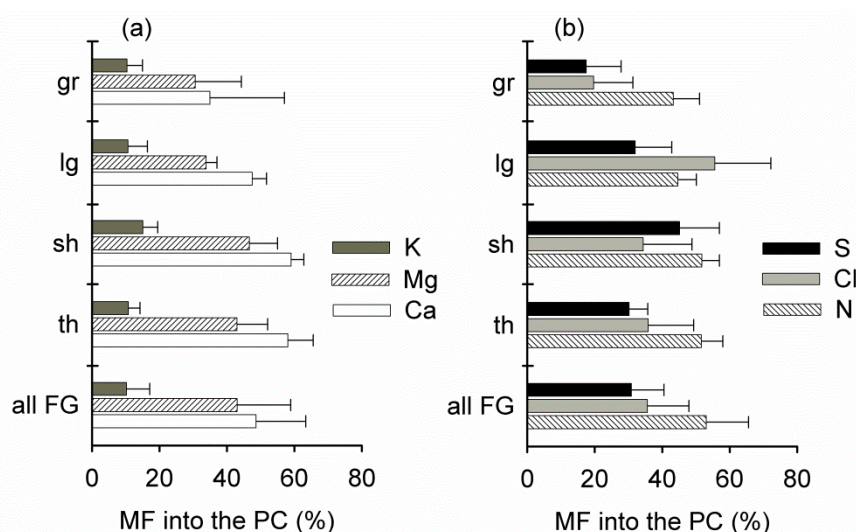 (a)
gr
lg
sh
th
all FG
K
Mg
Ca
0 20 40 60 80
MF into the PC (%)
(b)
gr
lg
sh
th
all FG
S
Cl
N
0 20 40 60 80
MF into the PC (%)